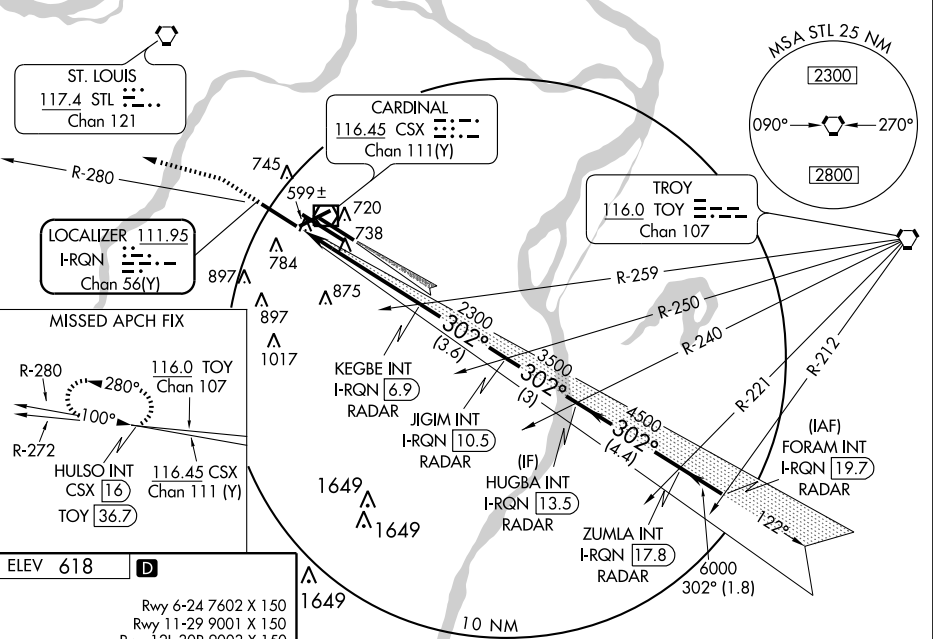 ST. LOUIS
117.4 STL
Chan 121
CARDINAL
116.45 CSX
Chan 111(Y)
MSA STL 25 NM
2300
090°
270°
2800
TROY
116.0 TOY
Chan 107
R-280
745
599 ±
720
738
LOCALIZER 111.95
I-RQN
Chan 56(Y)
784
897
875
897
1017
R-259
R-250
R-240
R-221
R-212
2300
302°
(3.6)
3500
302°
(3)
4500
302°
(4.4)
KEGBE INT
I-RQN 6.9
RADAR
JIGIM INT
I-RQN 10.5
RADAR
(IF)
HUGBA INT
I-RQN 13.5
RADAR
ZUMLA INT
I-RQN 17.8
RADAR
(IAF)
FORAM INT
I-RQN 19.7
RADAR
122°
6000
302° (1.8)
MISSED APCH FIX
R-280
280°
116.0 TOY
Chan 107
100°
R-272
HULSO INT
CSX 16
TOY 36.7
116.45 CSX
Chan 111 (Y)
1649
1649
1649
10 NM
ELEV 618
D
Rwy 6-24 7602 X 150
Rwy 11-29 9001 X 150